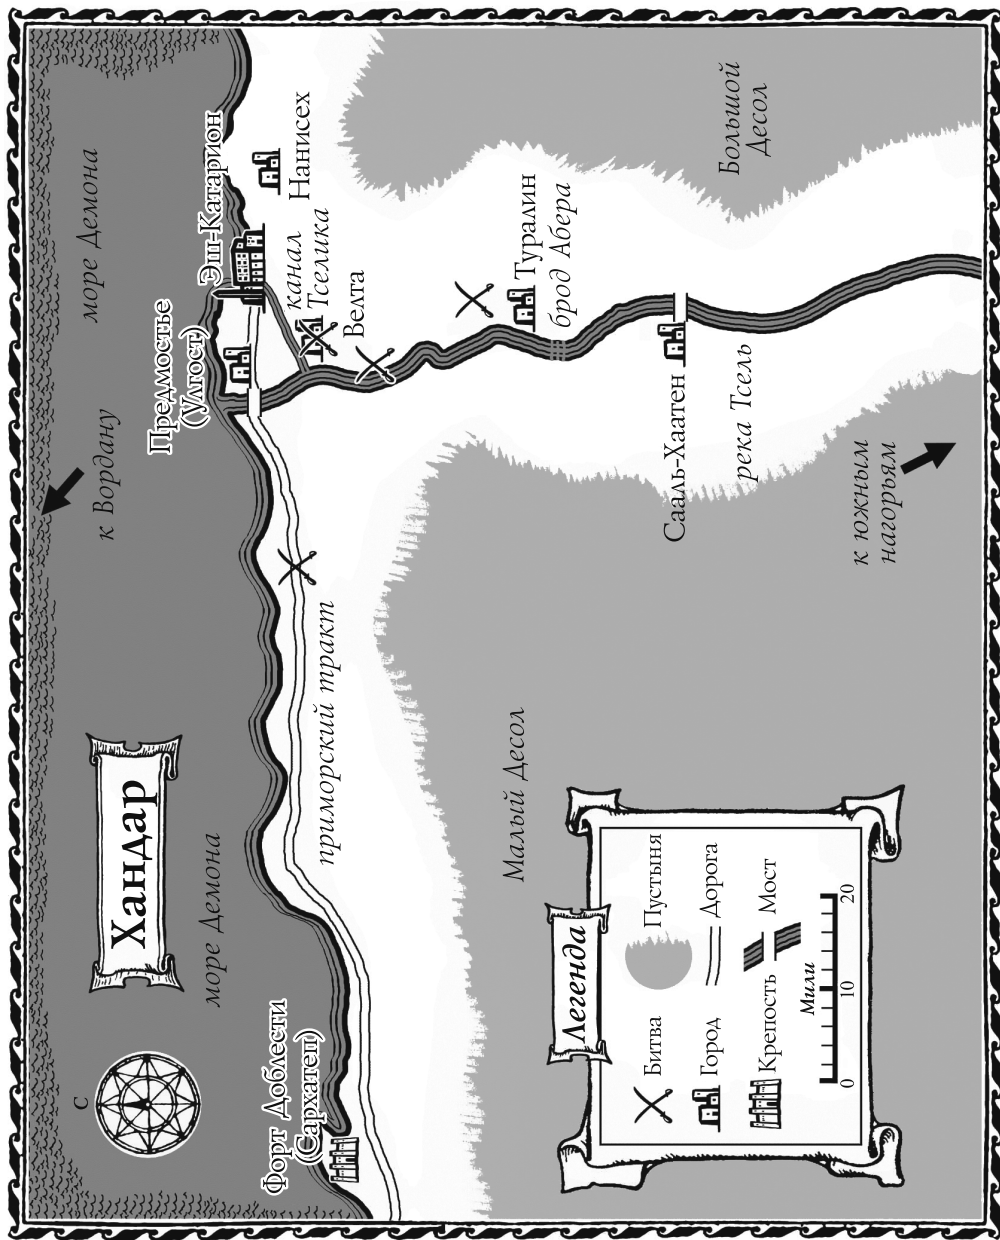 Хандар
С
море Демона
к Вордану
море Демона
Форт Доблести
(Сархатеп)
приморский тракт
Предмостье
(Улгост)
Эш-Катарион
Нанисех
канал
Тселика
Велта
Туралин
брод Абера
Сааль-Хаатен
река Тсель
Большой
Десол
Малый Десол
к южным
нагорьям
Легенда
Битва
Пустыня
Город
Дорога
Крепость
Мост
Мили
0 10 20